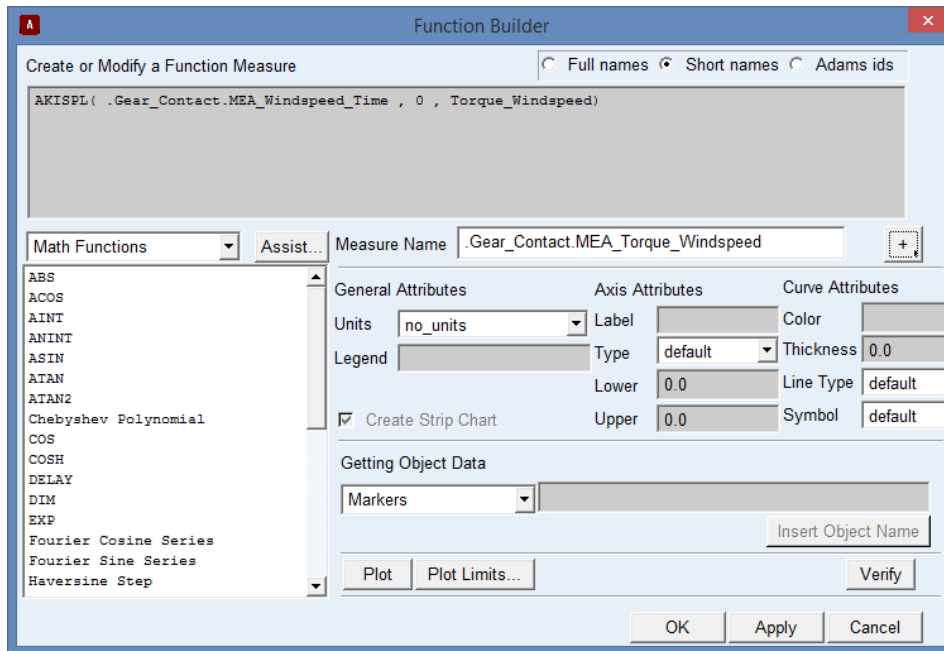 A
Function Builder
×
Create or Modify a Function Measure
Full names
Short names
Adams ids
AKISPL( .Gear_Contact.MEA_Windspeed_Time , 0 , Torque_Windspeed)
Math Functions
Assist...
Measure Name
.Gear_Contact.MEA_Torque_Windspeed
+
ABS
ACOS
AINT
ANINT
ASIN
ATAN
ATAN2
Chebyshev Polynomial
COS
COSH
DELAY
DIM
EXP
Fourier Cosine Series
Fourier Sine Series
Haversine Step
General Attributes
Units
no_units
Legend
Create Strip Chart
Axis Attributes
Label
Type
default
Lower
0.0
Upper
0.0
Curve Attributes
Color
Thickness
0.0
Line Type
default
Symbol
default
Getting Object Data
Markers
Insert Object Name
Plot
Plot Limits...
Verify
OK
Apply
Cancel